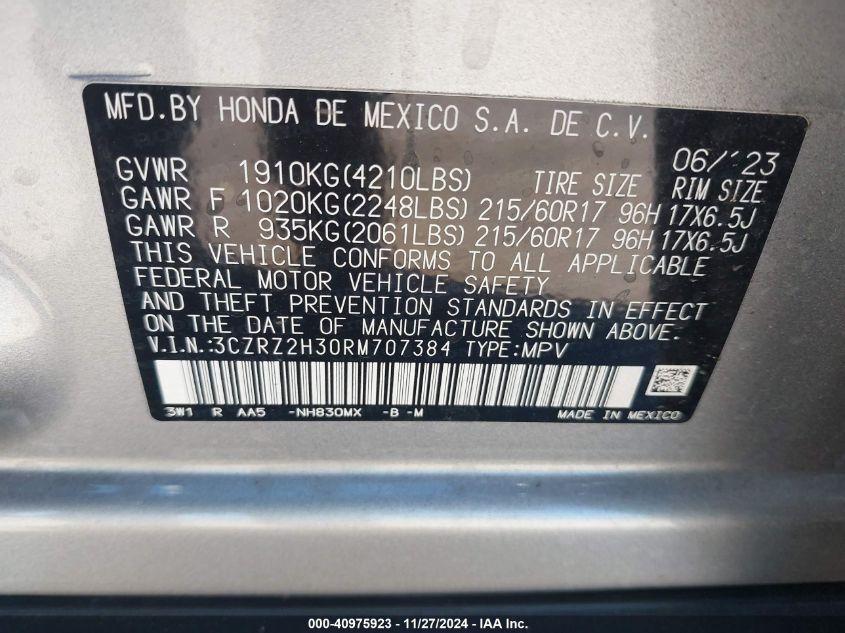 MFD.BY HONDA DE MEXICO S.A. DE C.V.
06/'23
GVWR 1910KG(4210LBS) TIRE SIZE RIM SIZE
GAWR F 1020KG(2248LBS) 215/60R17 96H 17X6.5J
GAWR R 935KG(2061LBS) 215/60R17 96H 17X6.5J
THIS VEHICLE CONFORMS TO ALL APPLICABLE
FEDERAL MOTOR VEHICLE SAFETY
AND THEFT PREVENTION STANDARDS IN EFFECT
ON THE DATE OF MANUFACTURE SHOWN ABOVE.
V.I.N.:3CZRZ2H30RM707384 TYPE:MPV
3W1 R AA5 -NH830MX -B -M MADE IN MEXICO
000-40975923 - 11/27/2024 - IAA Inc.